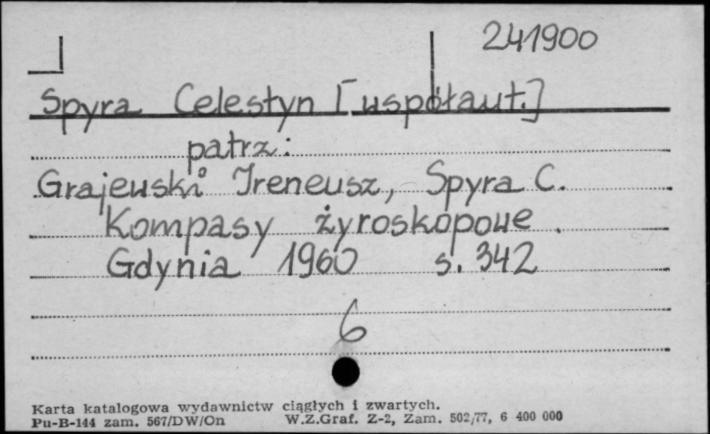 241900
Spyra Celestyn [współaut.]
patrz:
Grajewski Ireneusz, Spyra C.
Kompasy żyroskopowe.
Gdynia 1960 s. 342
6
Karta katalogowa wydawnictw ciągłych i zwartych.
Pu-B-144 zam. 567/DW/On W.Z.Graf. Z-2, Zam. 502/77, 6 400 000